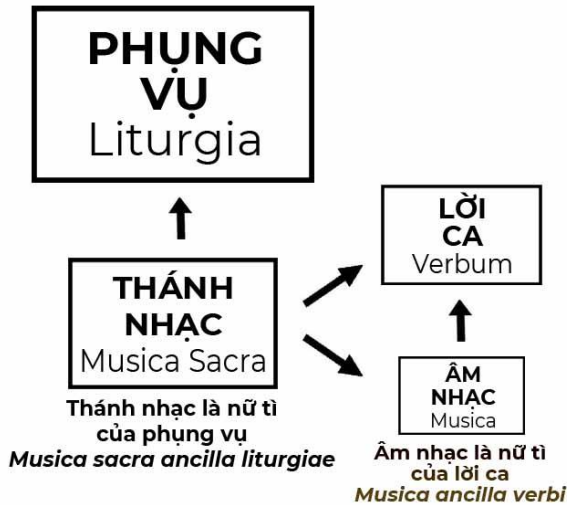 PHỤNG
VỤ
Liturgia
THÁNH
NHẠC
Musica Sacra
Thánh nhạc là nữ tì
của phụng vụ
Musica sacra ancilla liturgiae
LỜI
CA
Verbum
ÂM
NHẠC
Musica
Âm nhạc là nữ tì
của lời ca
Musica ancilla verbi